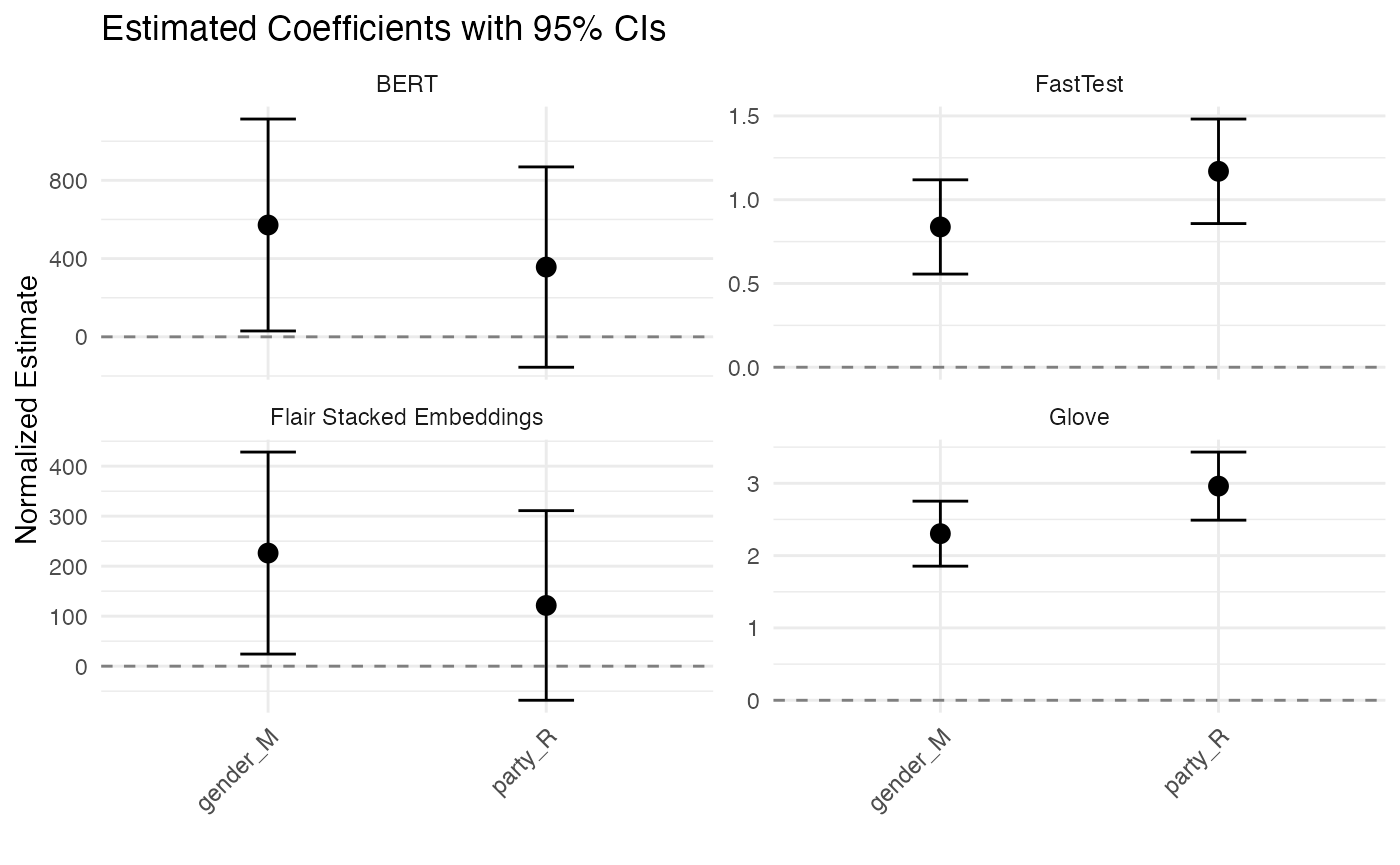 Estimated Coefficients with 95% CIs
Normalized Estimate
BERT
800
400
0
FastTest
1.5
1.0
0.5
0.0
Flair Stacked Embeddings
400
300
200
100
0
gender_M
party_R
Glove
3
2
1
0
gender_M
party_R